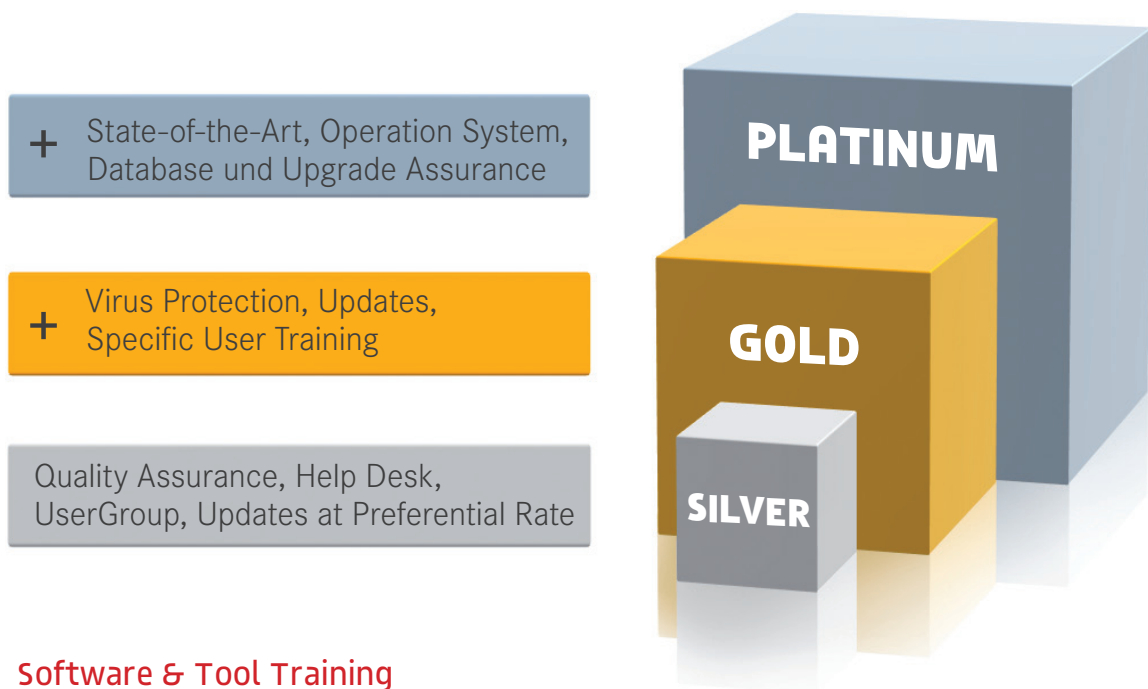 + State-of-the-Art, Operation System,
Database und Upgrade Assurance
PLATINUM
+ Virus Protection, Updates,
Specific User Training
GOLD
Quality Assurance, Help Desk,
UserGroup, Updates at Preferential Rate
SILVER
Software & Tool Training